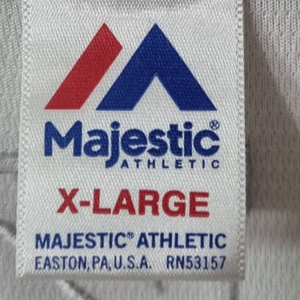 Majestic®
ATHLETIC
X-LARGE
MAJESTIC® ATHLETIC
EASTON, PA, U.S.A. RN53157